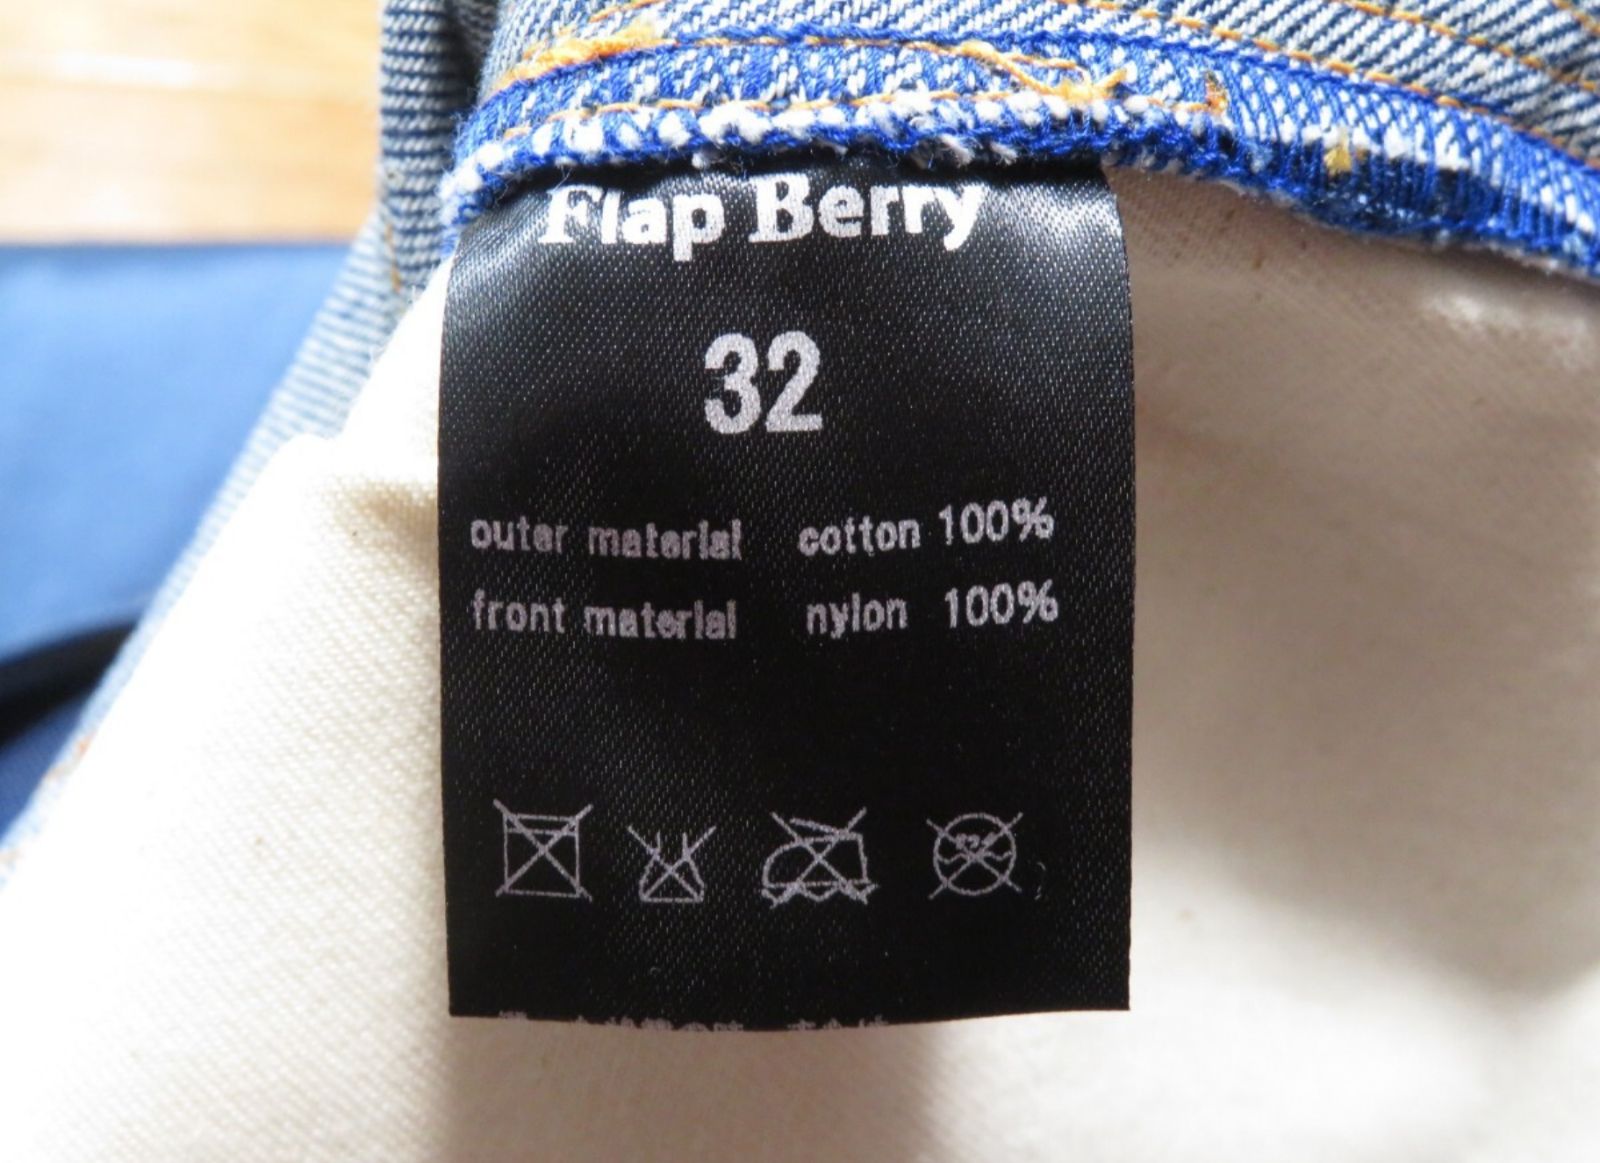 Flap Berry
32
outer material cotton 100%
front material nylon 100%